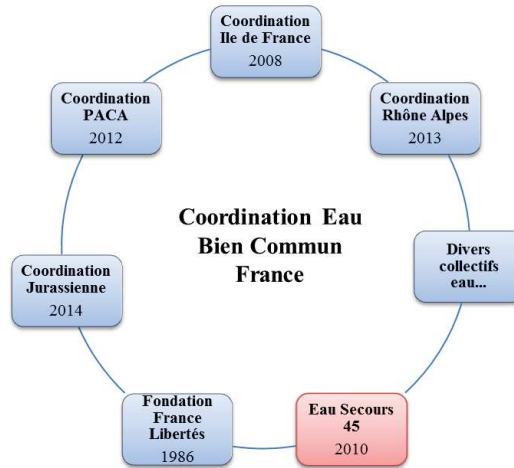 Coordination
Ile de France
2008
Coordination
Rhône Alpes
2013
Divers
collectifs
eau...
Eau Secours
45
2010
Fondation
France
Libertés
1986
Coordination
Jurassienne
2014
Coordination
PACA
2012
Coordination Eau
Bien Commun
France